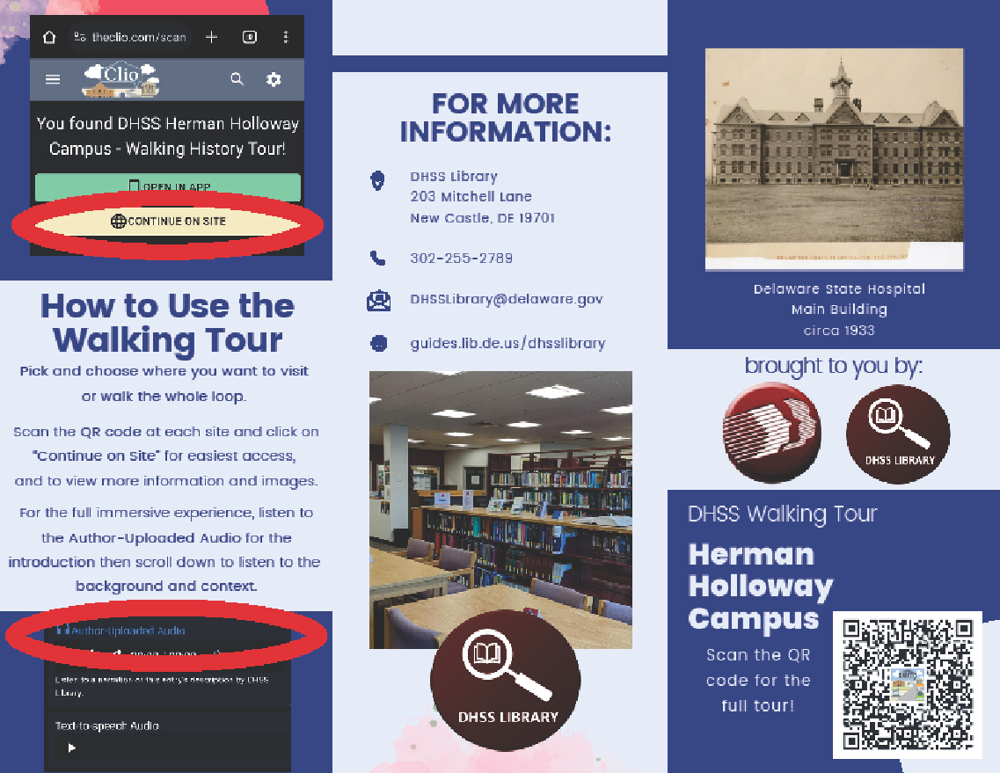 theclio.com/scan
Clio
You found DHSS Herman Holloway
Campus - Walking History Tour!
OPEN IN APP
CONTINUE ON SITE
How to Use the
Walking Tour
Pick and choose where you want to visit
or walk the whole loop.
Scan the QR code at each site and click on
"Continue on Site" for easiest access,
and to view more information and images.
For the full immersive experience, listen to
the Author-Uploaded Audio for the
introduction then scroll down to listen to the
background and context.
Author-Uploaded Audio
Listen to a narration of this entry's description by DHSS
Library.
Text-to-speech Audio
FOR MORE
INFORMATION:
DHSS Library
203 Mitchell Lane
New Castle, DE 19701
302-255-2789
DHSSLibrary@delaware.gov
guides.lib.de.us/dhsslibrary
DHSS LIBRARY
Delaware State Hospital
Main Building
circa 1933
brought to you by:
DHSS LIBRARY
DHSS Walking Tour
Herman
Holloway
Campus
Scan the QR
code for the
full tour!